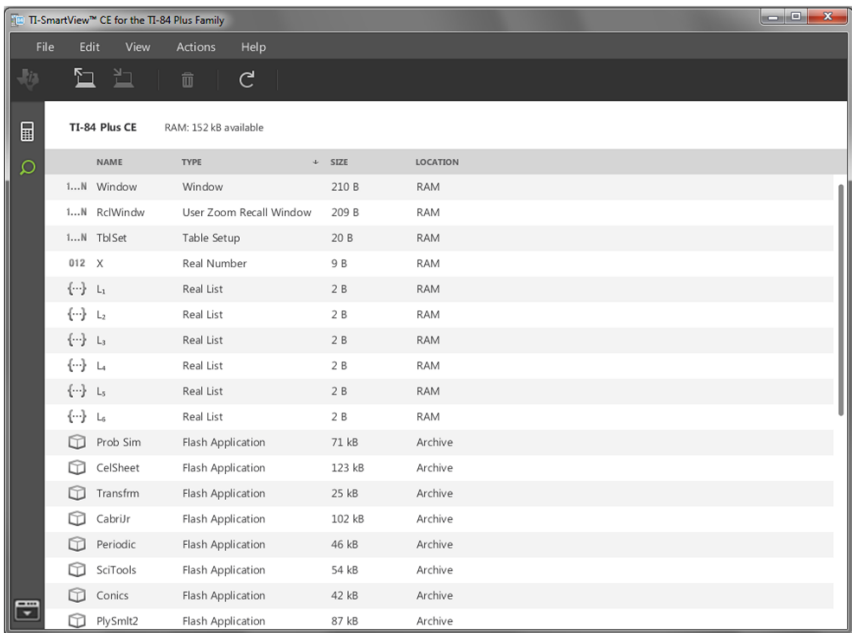 TI-SmartView™ CE for the TI-84 Plus Family
File Edit View Actions Help
TI-84 Plus CE RAM: 152 kB available
NAME TYPE SIZE LOCATION
1...N Window Window 210 B RAM
1...N RclWindw User Zoom Recall Window 209 B RAM
1...N TblSet Table Setup 20 B RAM
012 X Real Number 9 B RAM
{...} L₁ Real List 2 B RAM
{...} L₂ Real List 2 B RAM
{...} L₃ Real List 2 B RAM
{...} L₄ Real List 2 B RAM
{...} L₅ Real List 2 B RAM
{...} L₆ Real List 2 B RAM
Prob Sim Flash Application 71 kB Archive
CelSheet Flash Application 123 kB Archive
Transfrm Flash Application 25 kB Archive
CabriJr Flash Application 102 kB Archive
Periodic Flash Application 46 kB Archive
SciTools Flash Application 54 kB Archive
Conics Flash Application 42 kB Archive
PlySmlt2 Flash Application 87 kB Archive